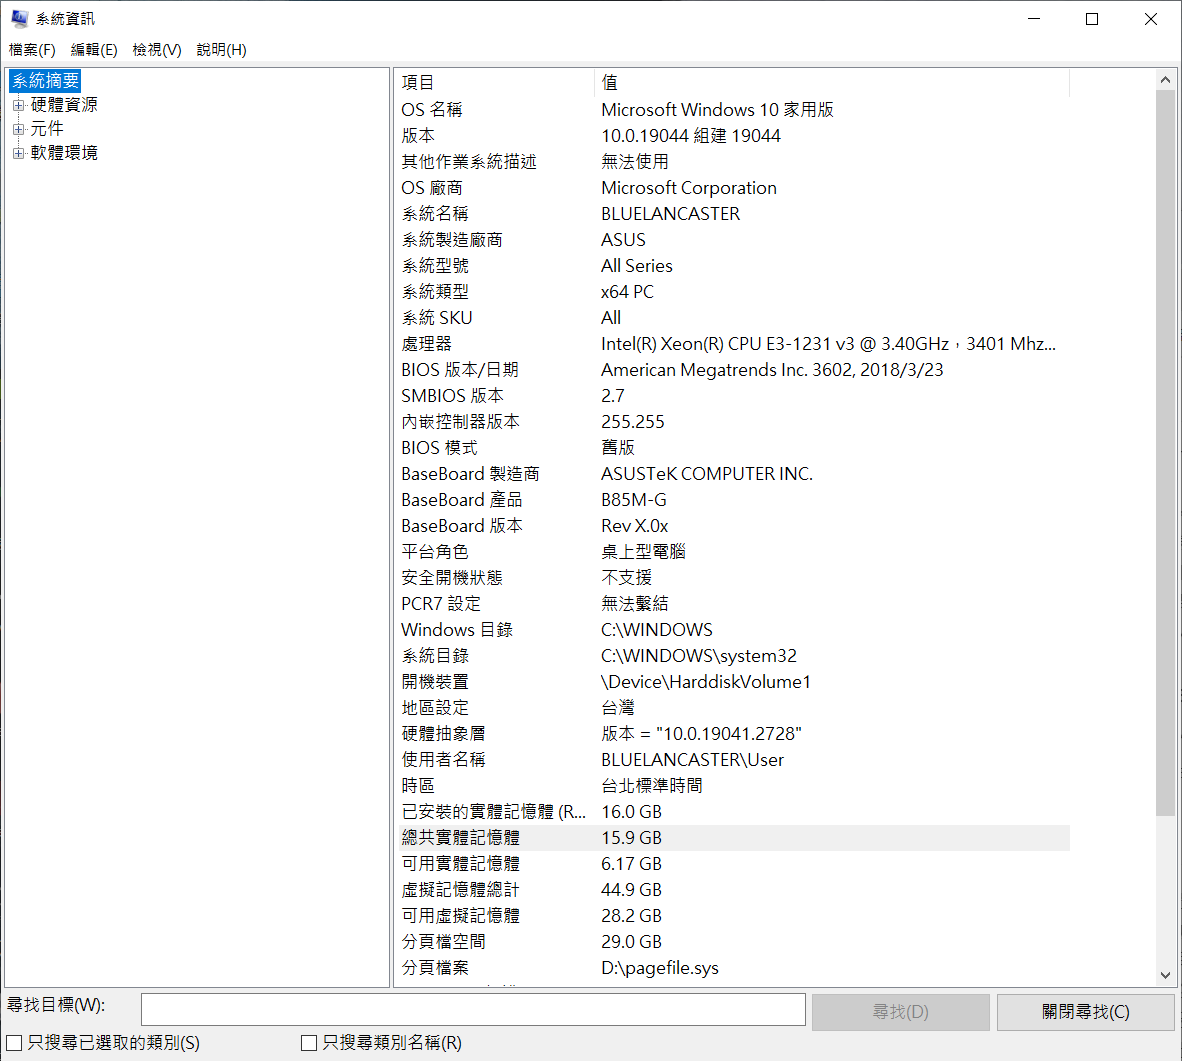 系統資訊
檔案(F) 編輯(E) 檢視(V) 說明(H)
系統摘要
硬體資源
元件
軟體環境
項目 值
OS 名稱 Microsoft Windows 10 家用版
版本 10.0.19044 組建 19044
其他作業系統描述 無法使用
OS 廠商 Microsoft Corporation
系統名稱 BLUELANCASTER
系統製造廠商 ASUS
系統型號 All Series
系統類型 x64 PC
系統 SKU All
處理器 Intel(R) Xeon(R) CPU E3-1231 v3 @ 3.40GHz，3401 Mhz...
BIOS 版本/日期 American Megatrends Inc. 3602, 2018/3/23
SMBIOS 版本 2.7
內嵌控制器版本 255.255
BIOS 模式 舊版
BaseBoard 製造商 ASUSTeK COMPUTER INC.
BaseBoard 產品 B85M-G
BaseBoard 版本 Rev X.0x
平台角色 桌上型電腦
安全開機狀態 不支援
PCR7 設定 無法繫結
Windows 目錄 C:\WINDOWS
系統目錄 C:\WINDOWS\system32
開機裝置 \Device\HarddiskVolume1
地區設定 台灣
硬體抽象層 版本 = "10.0.19041.2728"
使用者名稱 BLUELANCASTER\User
時區 台北標準時間
已安裝的實體記憶體 (R... 16.0 GB
總共實體記憶體 15.9 GB
可用實體記憶體 6.17 GB
虛擬記憶體總計 44.9 GB
可用虛擬記憶體 28.2 GB
分頁檔空間 29.0 GB
分頁檔案 D:\pagefile.sys
尋找目標(W): 尋找(D) 關閉尋找(C)
只搜尋已選取的類別(S) 只搜尋類別名稱(R)